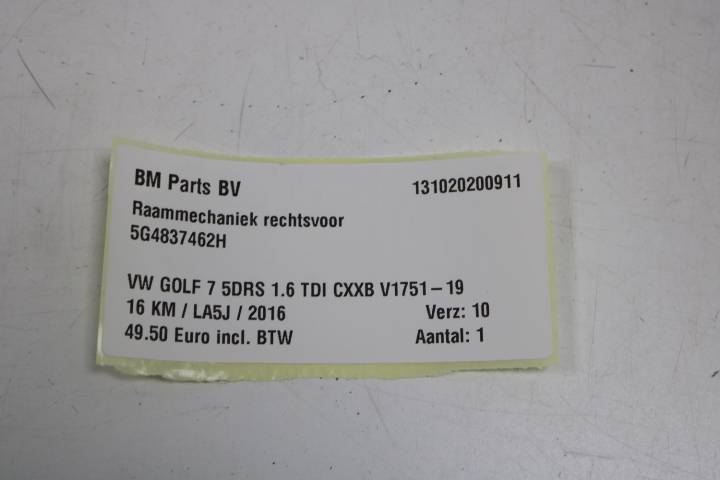 BM Parts BV 131020200911
Raammechaniek rechtsvoor
5G4837462H
VW GOLF 7 5DRS 1.6 TDI CXXB V1751-19
16 KM / LA5J / 2016 Verz: 10
49.50 Euro incl. BTW Aantal: 1